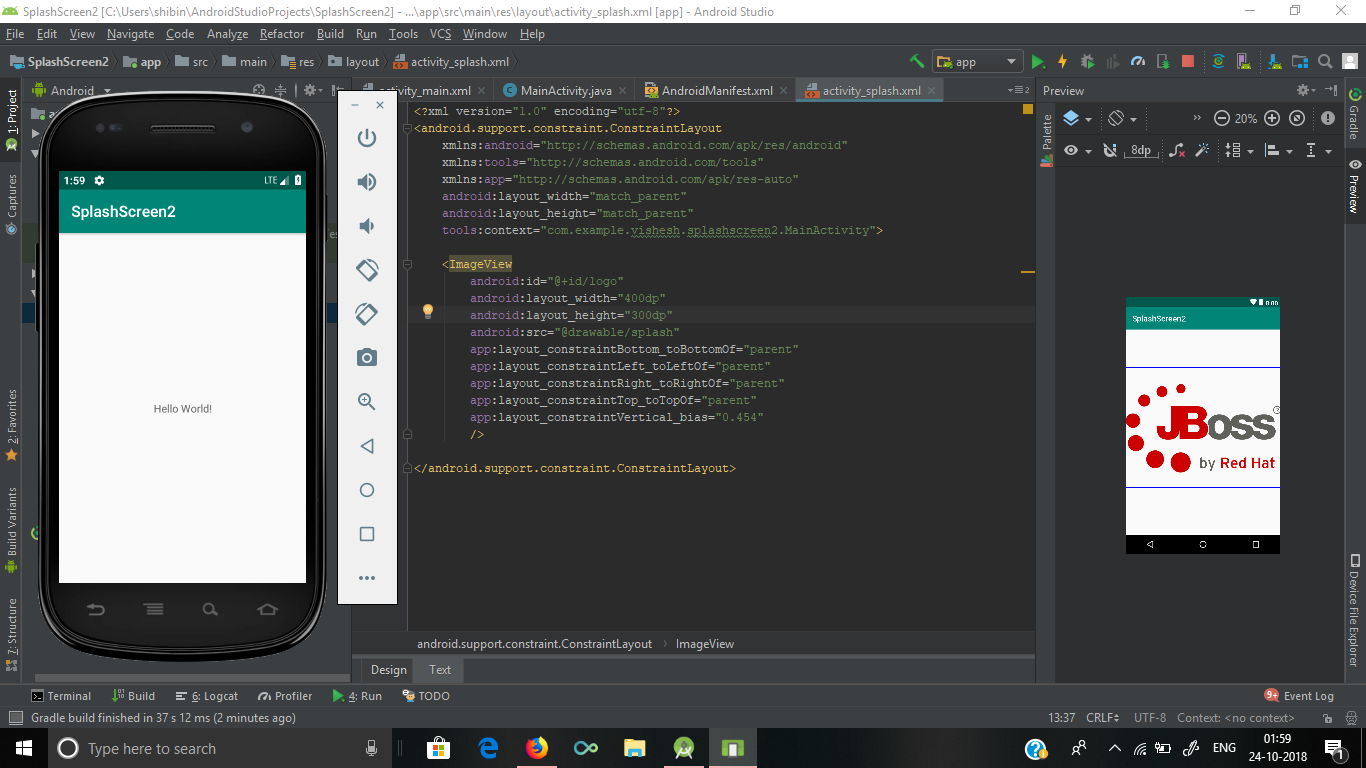 SplashScreen2 [C:\Users\shibin\AndroidStudioProjects\SplashScreen2] - ...\app\src\main\res\layout\activity_splash.xml [app] - Android Studio
File Edit View Navigate Code Analyze Refactor Build Run Tools VCS Window Help
SplashScreen2 app src main res layout activity_splash.xml app
1: Project
Captures
2: Favorites
Build Variants
7: Structure
Android
1:59 LTE
SplashScreen2
Hello World!
activity_main.xml MainActivity.java AndroidManifest.xml activity_splash.xml
<?xml version="1.0" encoding="utf-8"?>
<android.support.constraint.ConstraintLayout
xmlns:android="http://schemas.android.com/apk/res/android"
xmlns:tools="http://schemas.android.com/tools"
xmlns:app="http://schemas.android.com/apk/res-auto"
android:layout_width="match_parent"
android:layout_height="match_parent"
tools:context="com.example.vishesh.splashscreen2.MainActivity">
<ImageView
android:id="@+id/logo"
android:layout_width="400dp"
android:layout_height="300dp"
android:src="@drawable/splash"
app:layout_constraintBottom_toBottomOf="parent"
app:layout_constraintLeft_toLeftOf="parent"
app:layout_constraintRight_toRightOf="parent"
app:layout_constraintTop_toTopOf="parent"
app:layout_constraintVertical_bias="0.454"
/>
</android.support.constraint.ConstraintLayout>
android.support.constraint.ConstraintLayout ImageView
Design Text
Preview
Palette
20%
8dp
SplashScreen2
JBoss
by Red Hat
Gradle
Preview
Device File Explorer
Terminal Build 6: Logcat Profiler 4: Run TODO 9+ Event Log
Gradle build finished in 37 s 12 ms (2 minutes ago) 13:37 CRLF UTF-8 Context: <no context>
Type here to search ENG 01:59
24-10-2018 1